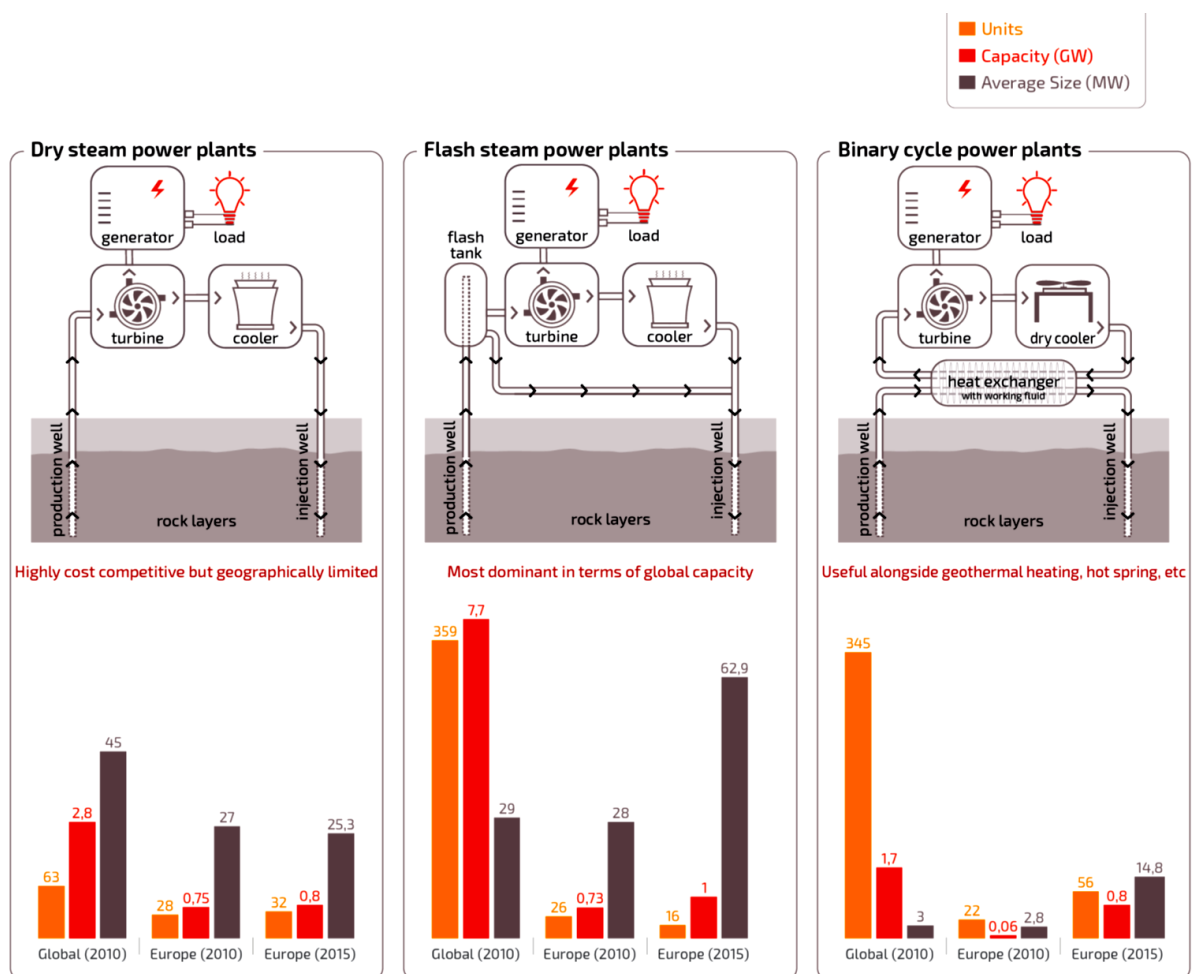 Units
Capacity (GW)
Average Size (MW)
Dry steam power plants
generator
load
turbine
cooler
production well
injection well
rock layers
Highly cost competitive but geographically limited
63
2,8
45
28
0,75
27
32
0,8
25,3
Global (2010)
Europe (2010)
Europe (2015)
Flash steam power plants
flash
tank
generator
load
turbine
cooler
production well
injection well
rock layers
Most dominant in terms of global capacity
359
7,7
29
26
0,73
28
16
1
62,9
Global (2010)
Europe (2010)
Europe (2015)
Binary cycle power plants
generator
load
turbine
dry cooler
heat exchanger
with working fluid
production well
injection well
rock layers
Useful alongside geothermal heating, hot spring, etc
345
1,7
3
22
0,06
2,8
56
0,8
14,8
Global (2010)
Europe (2010)
Europe (2015)